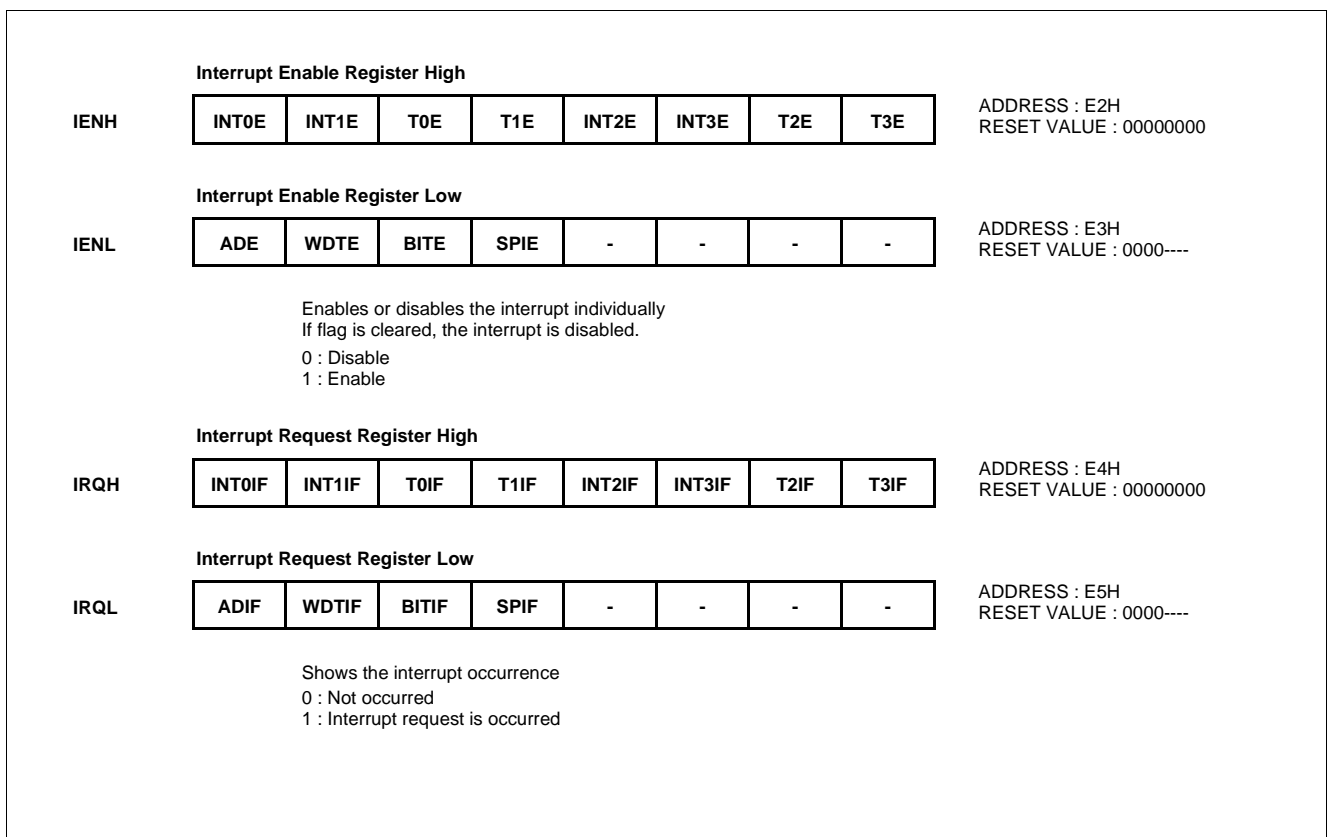 Interrupt Enable Register High
IENH INT0E INT1E T0E T1E INT2E INT3E T2E T3E ADDRESS : E2H
RESET VALUE : 00000000
Interrupt Enable Register Low
IENL ADE WDTE BITE SPIE - - - - ADDRESS : E3H
RESET VALUE : 0000----
Enables or disables the interrupt individually
If flag is cleared, the interrupt is disabled.
0 : Disable
1 : Enable
Interrupt Request Register High
IRQH INT0IF INT1IF T0IF T1IF INT2IF INT3IF T2IF T3IF ADDRESS : E4H
RESET VALUE : 00000000
Interrupt Request Register Low
IRQL ADIF WDTIF BITIF SPIF - - - - ADDRESS : E5H
RESET VALUE : 0000----
Shows the interrupt occurrence
0 : Not occurred
1 : Interrupt request is occurred